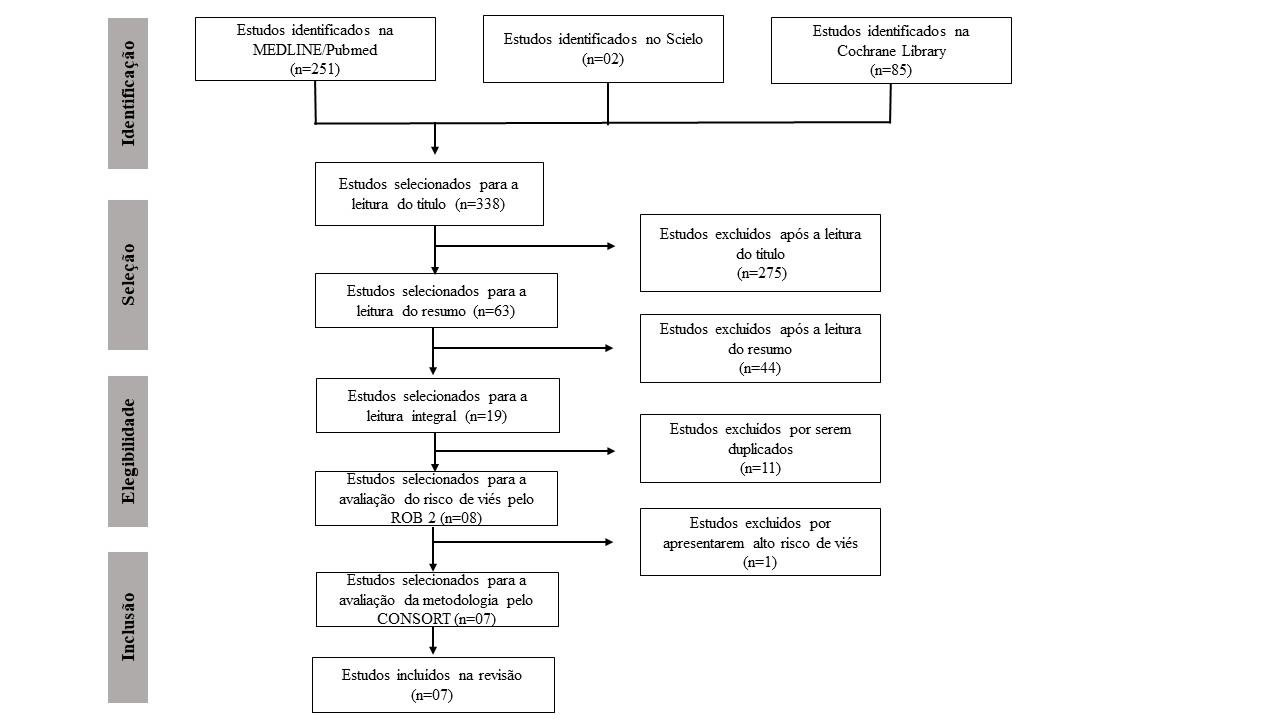 Identificação
Estudos identificados na
MEDLINE/Pubmed
(n=251)
Estudos identificados no Scielo
(n=02)
Estudos identificados na
Cochrane Library
(n=85)
Estudos selecionados para a
leitura do titulo (n=338)
Seleção
Estudos excluídos após a leitura
do titulo
(n=275)
Estudos selecionados para a
leitura do resumo (n=63)
Estudos excluídos após a leitura
do resumo
(n=44)
Elegibilidade
Estudos selecionados para a
leitura integral (n=19)
Estudos excluídos por serem
duplicados
(n=11)
Estudos selecionados para a
avaliação do risco de viés pelo
ROB 2 (n=08)
Estudos excluídos por
apresentarem alto risco de viés
(n=1)
Inclusão
Estudos selecionados para a
avaliação da metodologia pelo
CONSORT (n=07)
Estudos incluídos na revisão
(n=07)